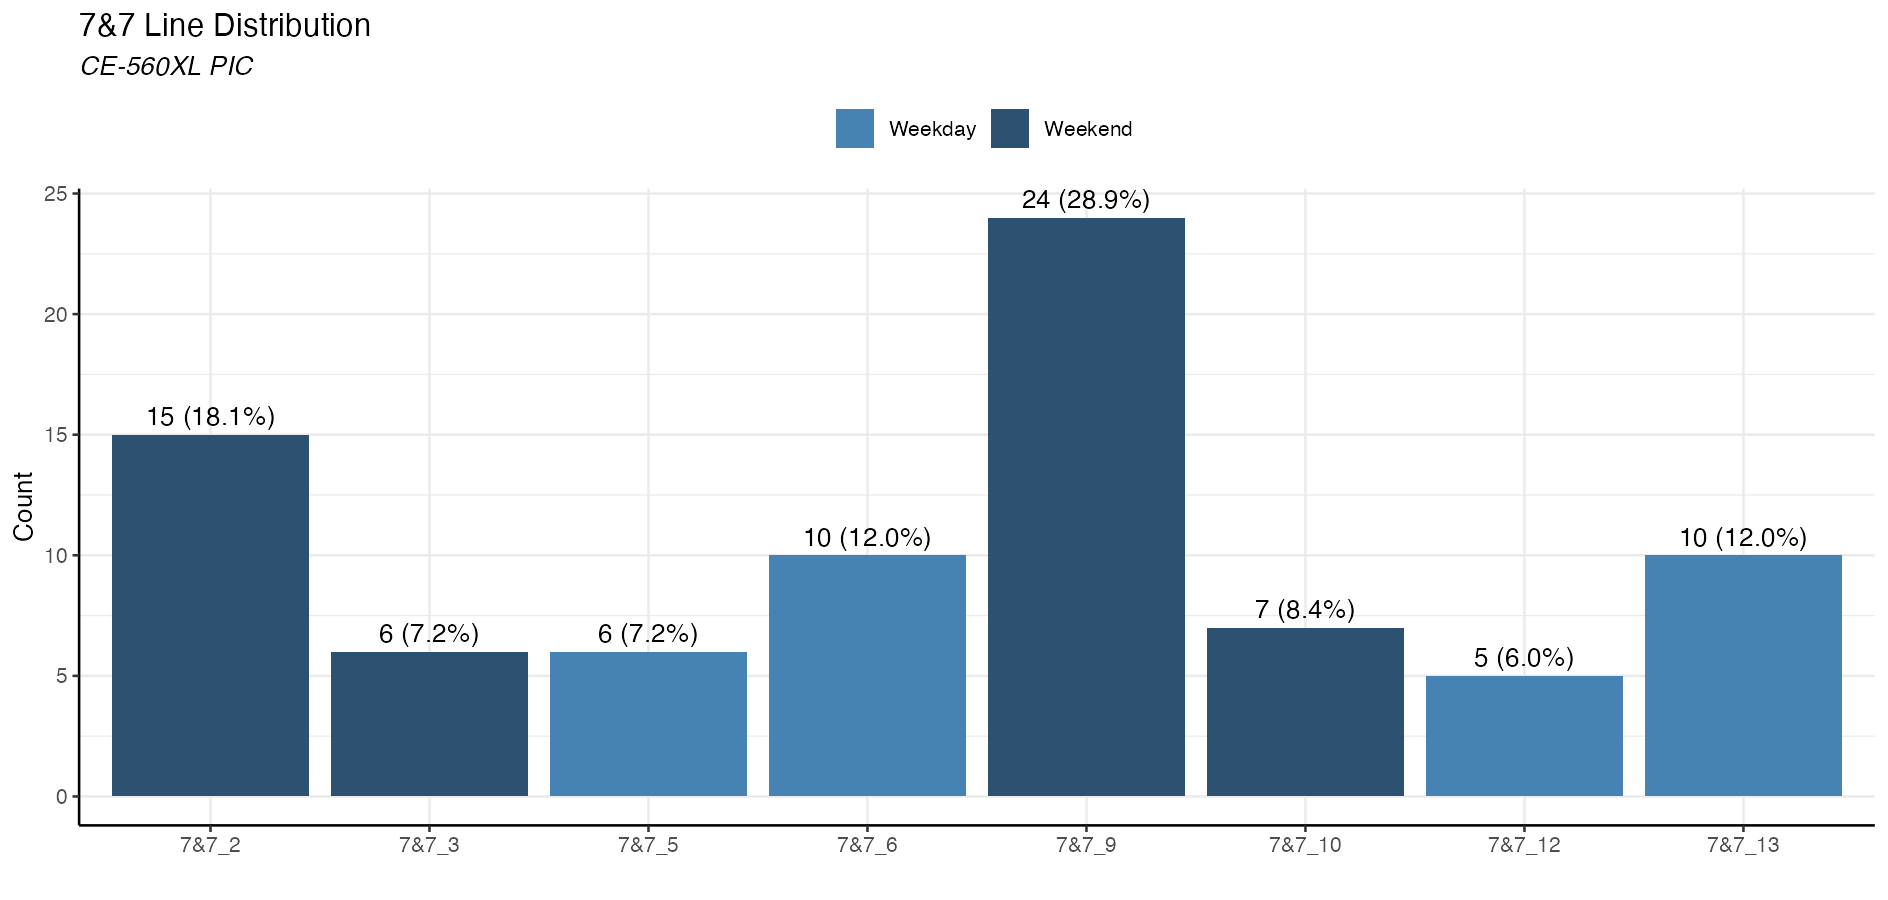 7&7 Line Distribution
CE-560XL PIC
Weekday Weekend
25
20
15
10
5
0
Count
24 (28.9%)
15 (18.1%)
10 (12.0%)
10 (12.0%)
7 (8.4%)
6 (7.2%)
6 (7.2%)
5 (6.0%)
7&7_2 7&7_3 7&7_5 7&7_6 7&7_9 7&7_10 7&7_12 7&7_13